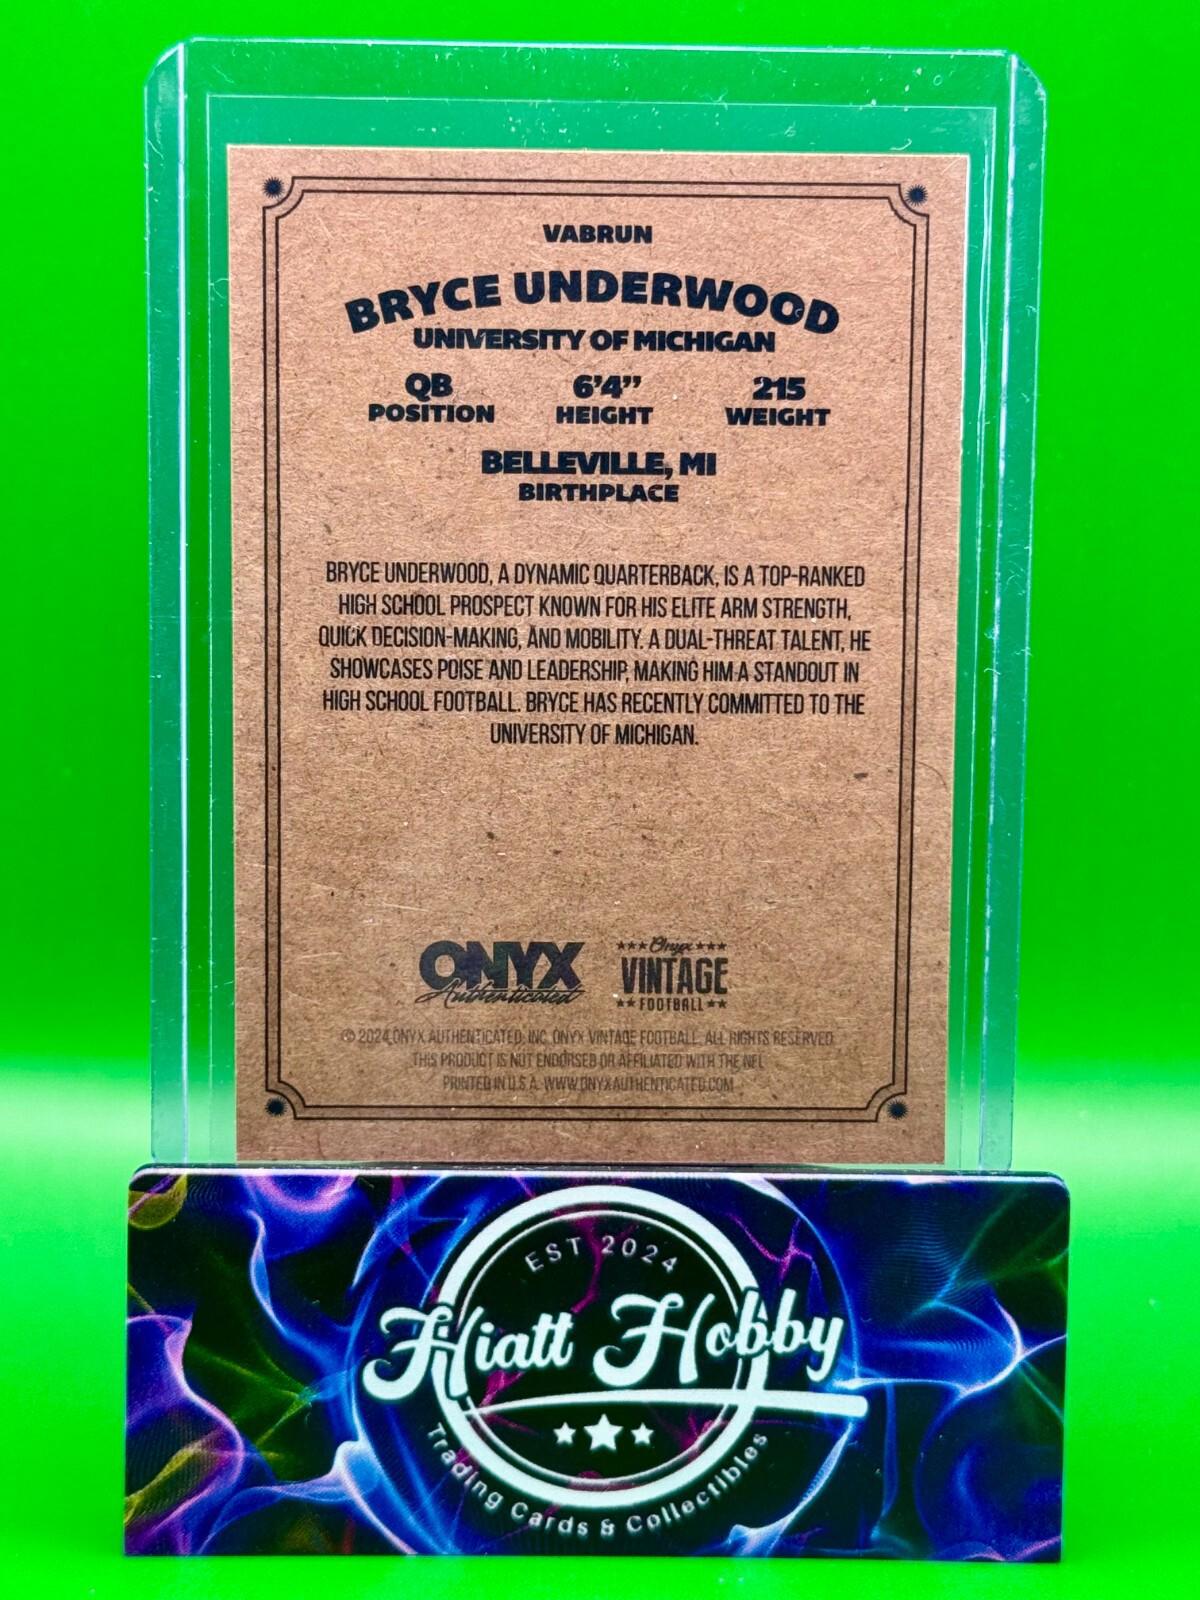 VABRUN
BRYCE UNDERWOOD
UNIVERSITY OF MICHIGAN
QB 6'4" 215
POSITION HEIGHT WEIGHT
BELLEVILLE, MI
BIRTHPLACE
BRYCE UNDERWOOD, A DYNAMIC QUARTERBACK, IS A TOP-RANKED
HIGH SCHOOL PROSPECT KNOWN FOR HIS ELITE ARM STRENGTH,
QUICK DECISION-MAKING, AND MOBILITY. A DUAL-THREAT TALENT, HE
SHOWCASES POISE AND LEADERSHIP, MAKING HIM A STANDOUT IN
HIGH SCHOOL FOOTBALL. BRYCE HAS RECENTLY COMMITTED TO THE
UNIVERSITY OF MICHIGAN.
ONYX
Authenticated
Onyx
VINTAGE
FOOTBALL
© 2024 ONYX AUTHENTICATED, INC. ONYX VINTAGE FOOTBALL. ALL RIGHTS RESERVED.
THIS PRODUCT IS NOT ENDORSED OR AFFILIATED WITH THE NFL
PRINTED IN U.S.A. WWW.ONYXAUTHENTICATED.COM
EST 2024
Hiatt Hobby
Trading Cards & Collectibles